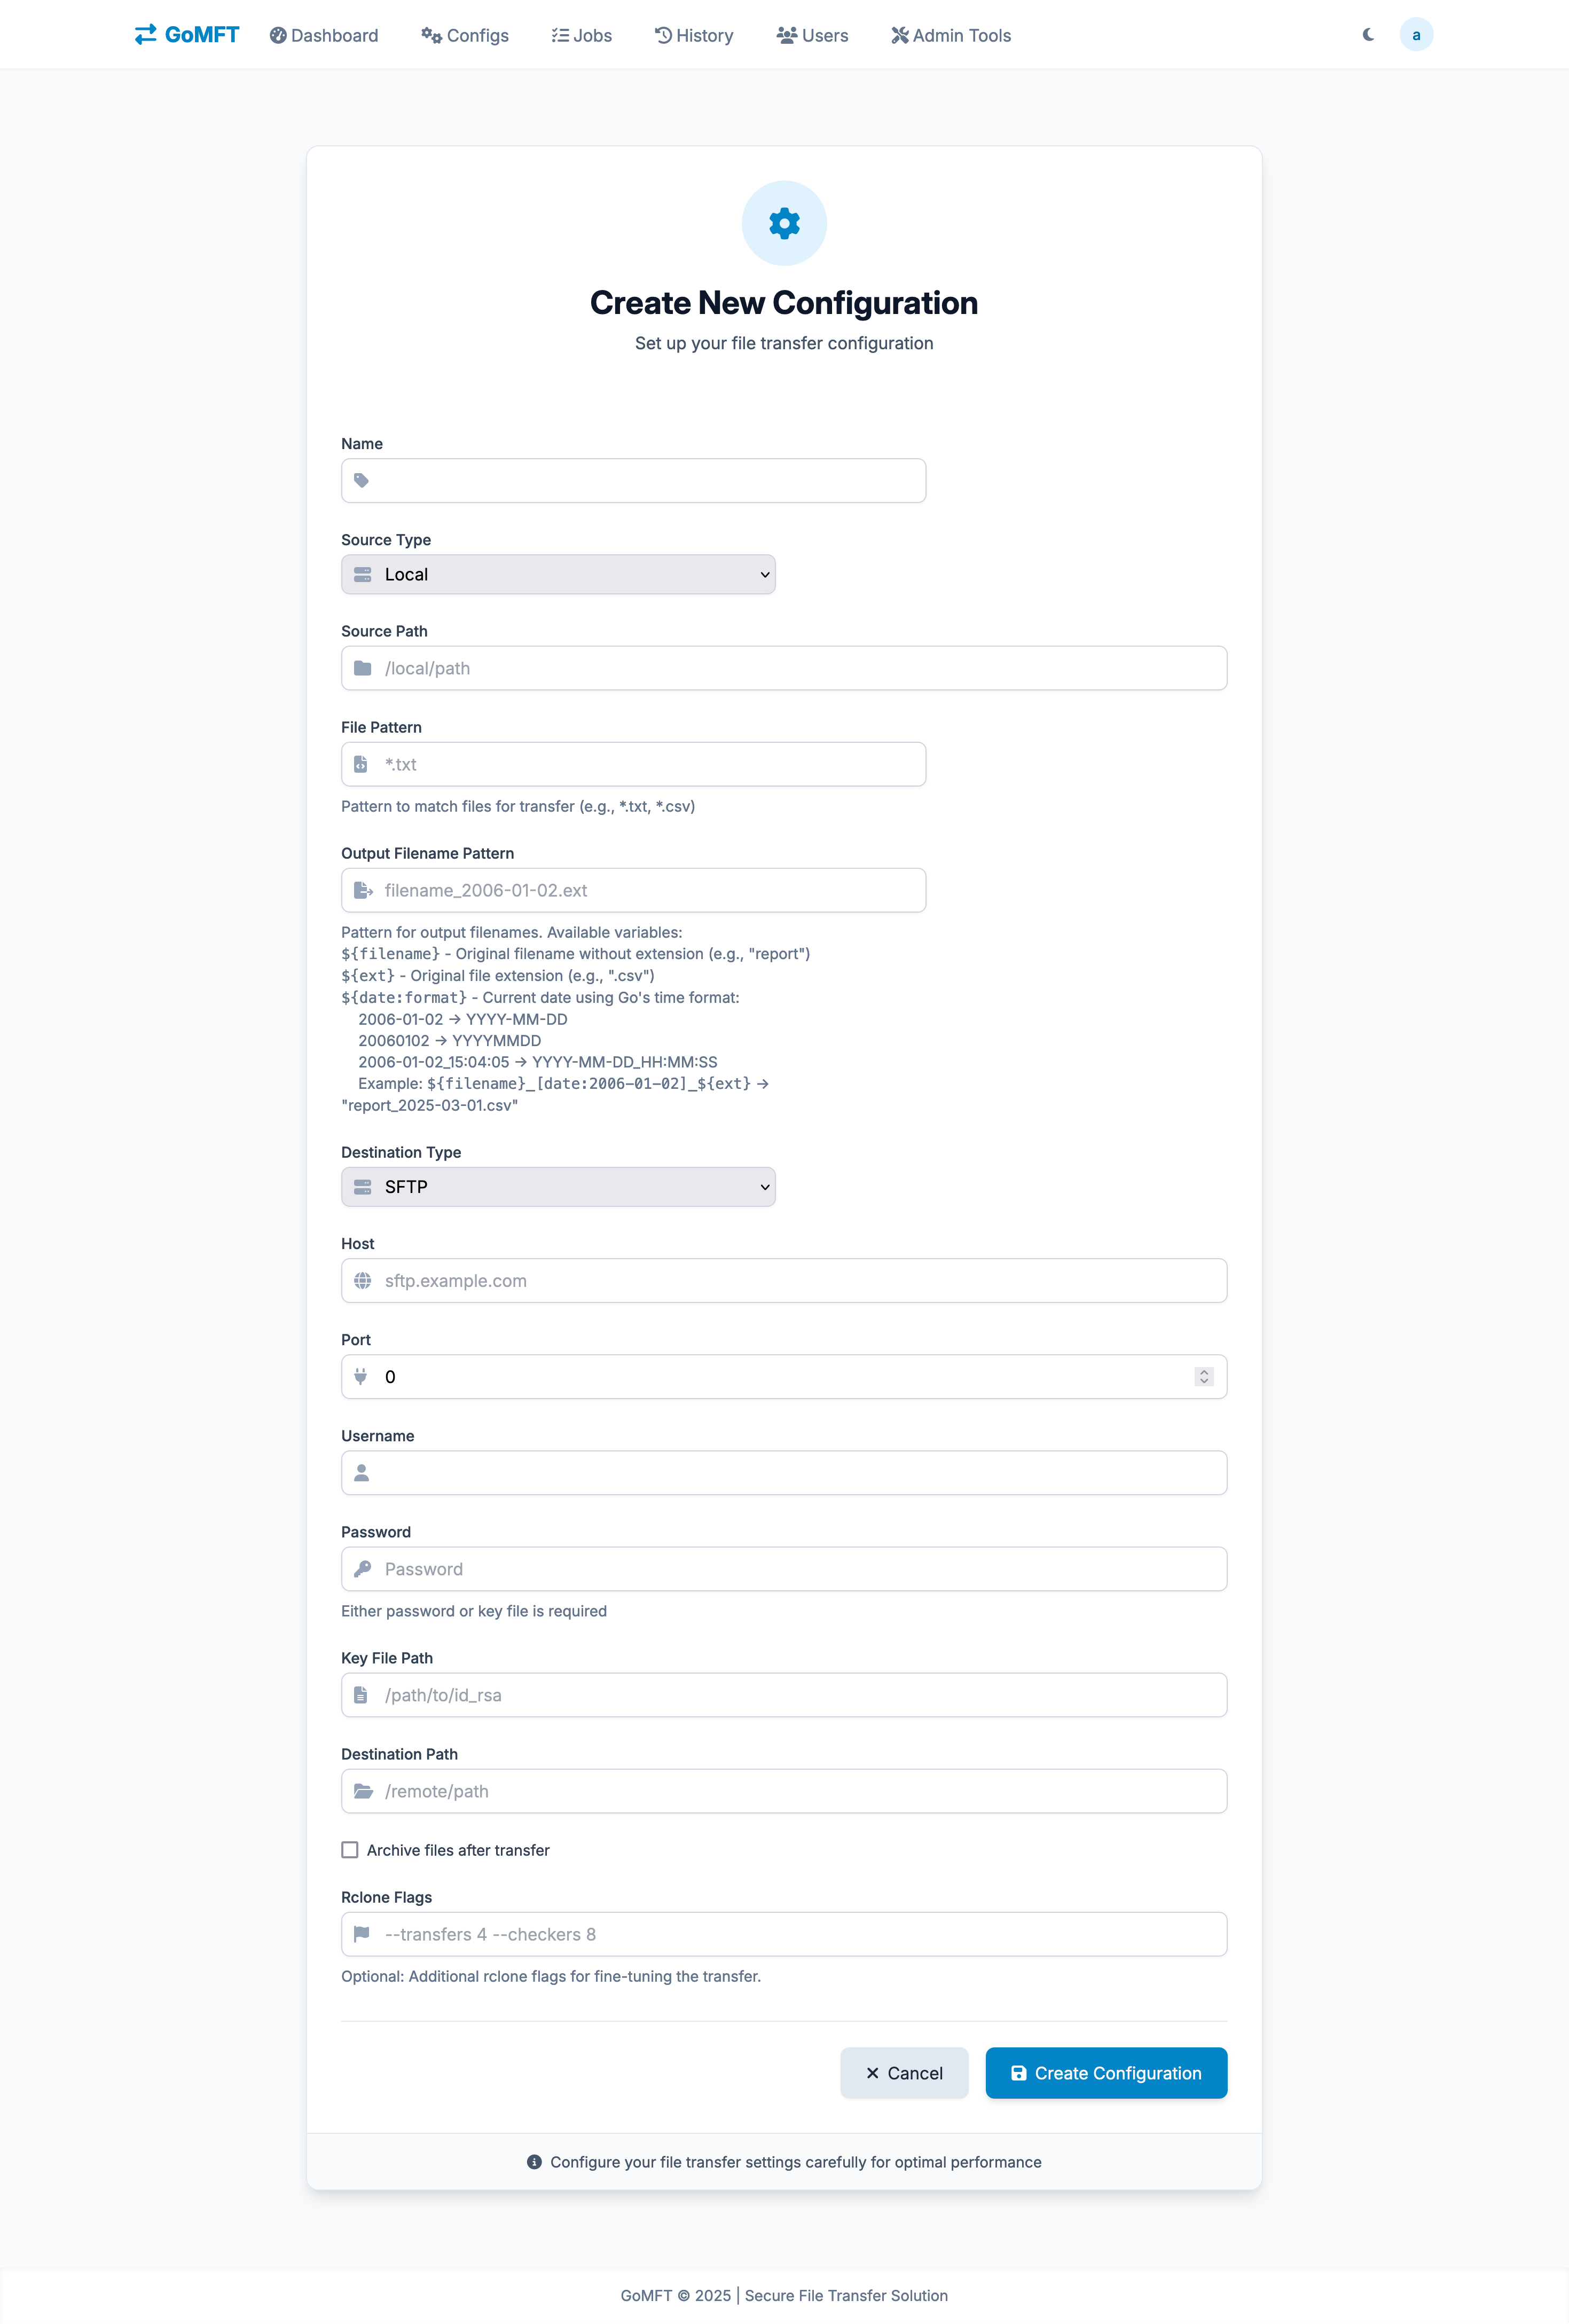 GoMFT Dashboard Configs Jobs History Users Admin Tools a
Create New Configuration
Set up your file transfer configuration
Name
Source Type
Local
Source Path
/local/path
File Pattern
*.txt
Pattern to match files for transfer (e.g., *.txt, *.csv)
Output Filename Pattern
filename_2006-01-02.ext
Pattern for output filenames. Available variables:
${filename} - Original filename without extension (e.g., "report")
${ext} - Original file extension (e.g., ".csv")
${date:format} - Current date using Go's time format:
2006-01-02 → YYYY-MM-DD
20060102 → YYYYMMDD
2006-01-02_15:04:05 → YYYY-MM-DD_HH:MM:SS
Example: ${filename}_[date:2006-01-02]_${ext} →
"report_2025-03-01.csv"
Destination Type
SFTP
Host
sftp.example.com
Port
0
Username
Password
Password
Either password or key file is required
Key File Path
/path/to/id_rsa
Destination Path
/remote/path
Archive files after transfer
Rclone Flags
--transfers 4 --checkers 8
Optional: Additional rclone flags for fine-tuning the transfer.
Cancel Create Configuration
Configure your file transfer settings carefully for optimal performance
GoMFT © 2025 | Secure File Transfer Solution